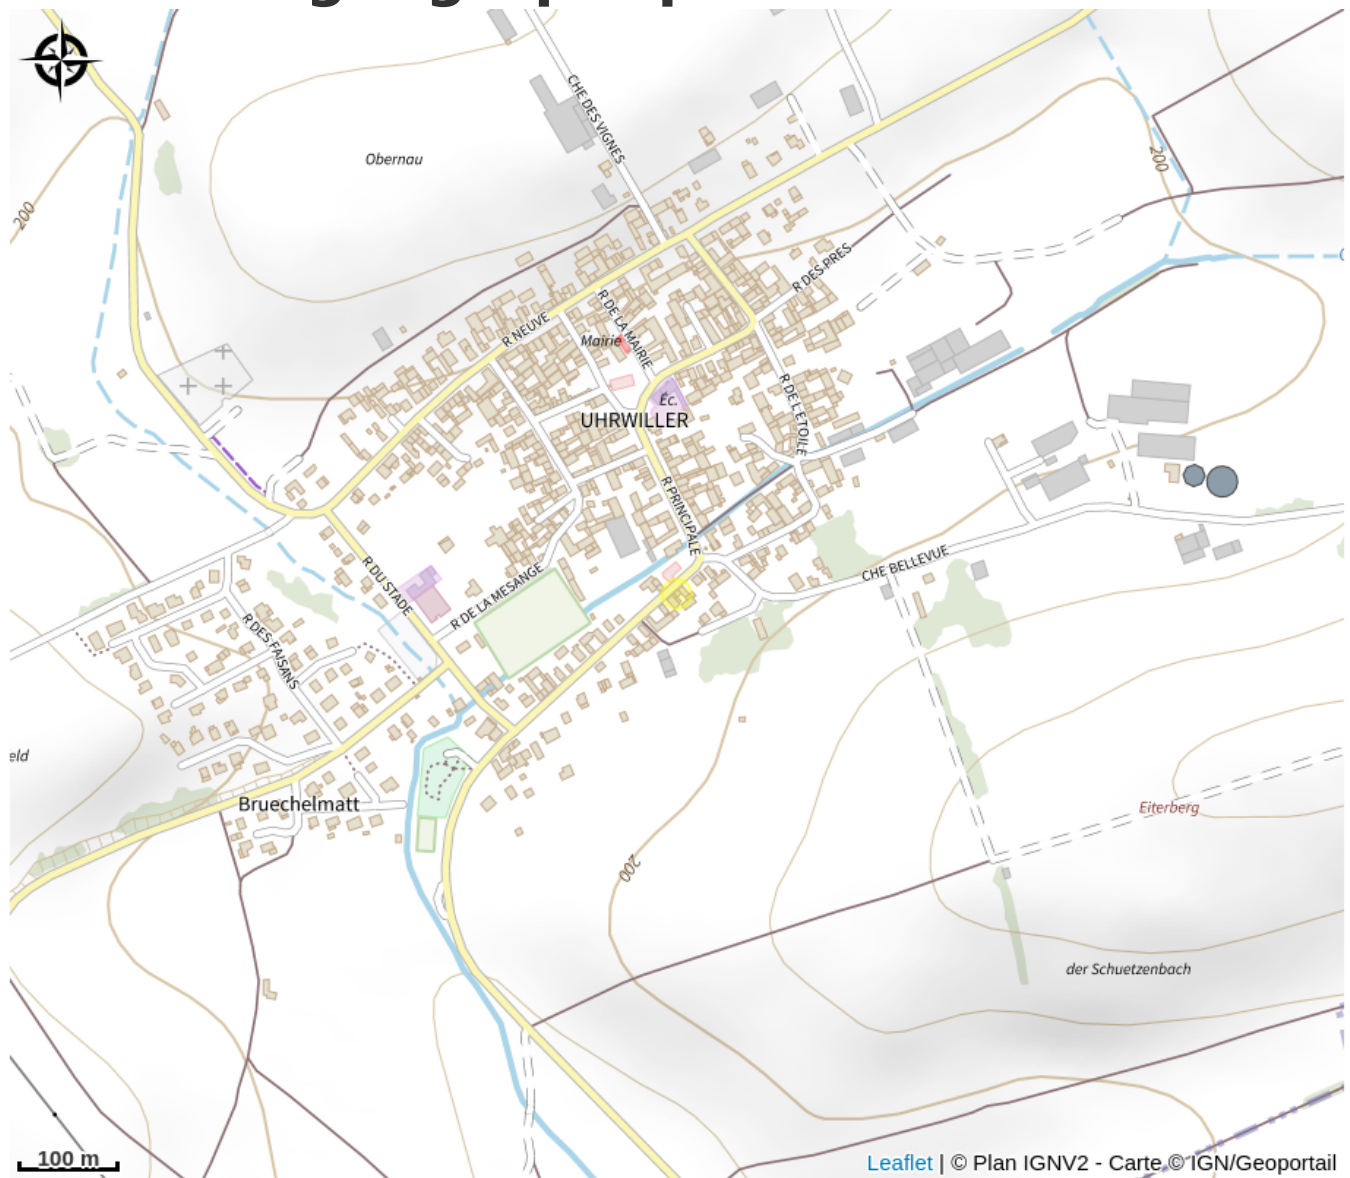 CHE DES VIGNES
Obernau
200
200
R DES PRES
R NEUVE
R DE LA MAIRIE
Mairie
Éc.
UHRWILLER
R DE L'ETOILE
R PRINCIPALE
CHE BELLEVUE
R DU STADE
R DE LA MESANGE
R DES FAISANS
eld
Bruechelmatt
Eiterberg
200
der Schuetzenbach
100 m
Leaflet | © Plan IGNV2 - Carte © IGN/Geoportail